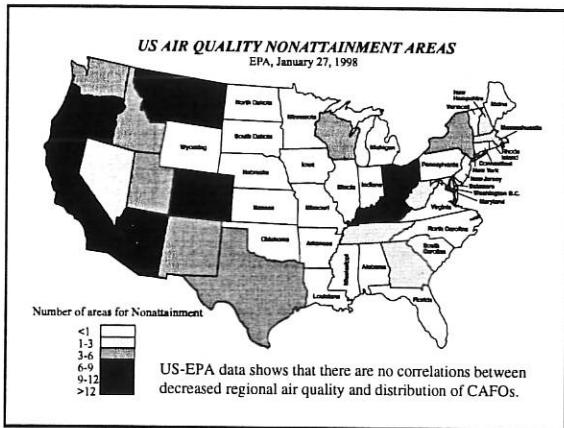 US AIR QUALITY NONATTAINMENT AREAS
EPA, January 27, 1998
North Dakota
Minnesota
South Dakota
Wyoming
Nebraska
Iowa
Kansas
Missouri
Oklahoma
Arkansas
Louisiana
Mississippi
Alabama
Florida
Illinois
Indiana
Michigan
Pennsylvania
Virginia
North Carolina
South
Carolina
New
Hampshire
Vermont
Maine
Massachusetts
Rhode
Island
Connecticut
New York
New Jersey
Delaware
Washington B.C.
Maryland
Number of areas for Nonattainment
<1
1-3
3-6
6-9
9-12
>12
US-EPA data shows that there are no correlations between
decreased regional air quality and distribution of CAFOs.